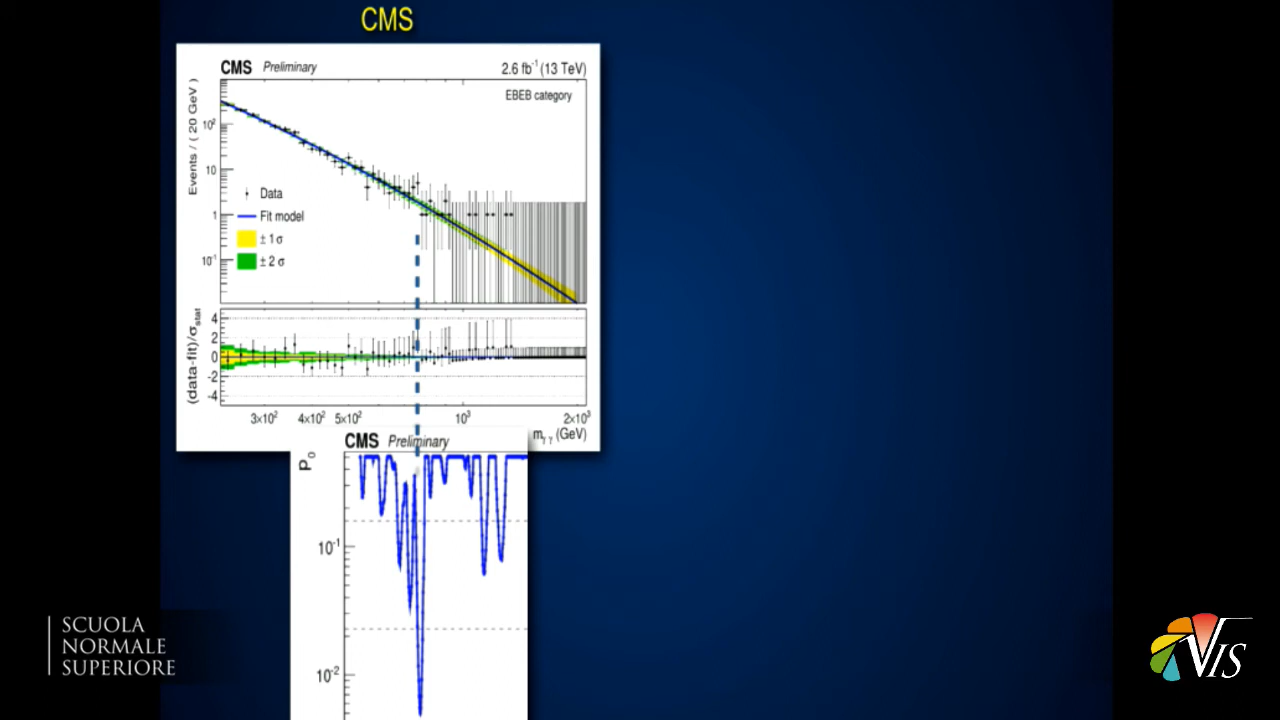 CMS
CMS Preliminary 2.6 fb⁻¹ (13 TeV)
EBEB category
Events / ( 20 GeV )
10²
10
1
10⁻¹
Data
Fit model
± 1 σ
± 2 σ
(data-fit)/σstat
4
2
0
-2
-4
3×10² 4×10² 5×10² 10³ 2×10³
mγγ (GeV)
CMS Preliminary
P₀
10⁻¹
10⁻²
SCUOLA
NORMALE
SUPERIORE
VIS